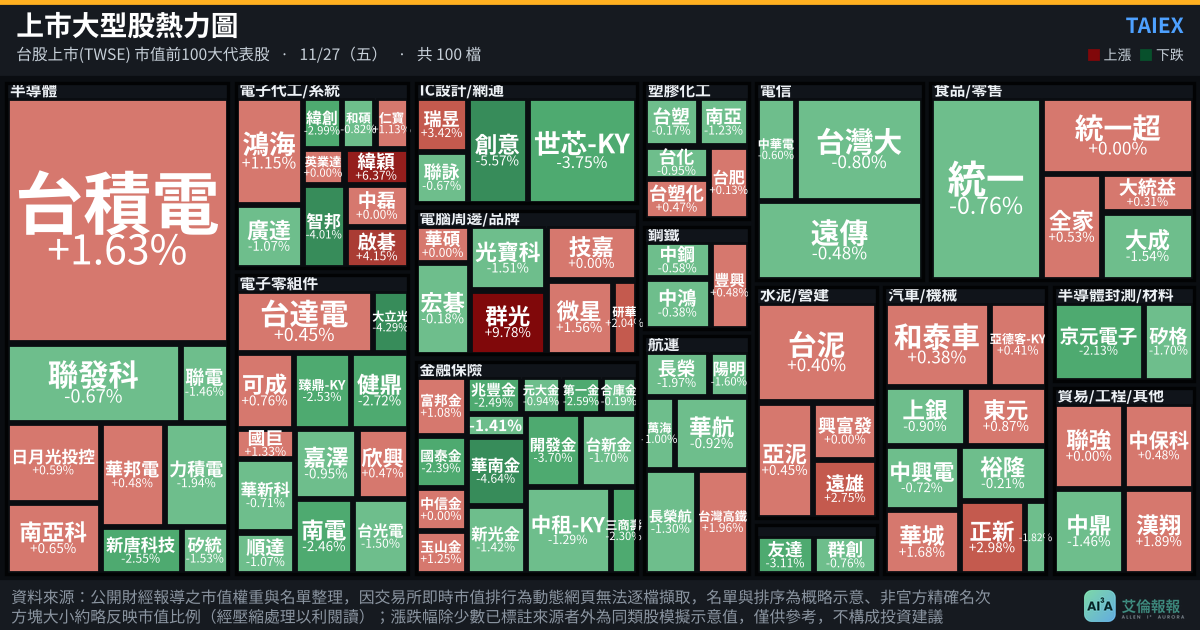 上市大型股熱力圖
TAIEX
台股上市(TWSE) 市值前100大代表股 · 11/27（五） · 共 100 檔
上漲
下跌
半導體
台積電
+1.63%
聯發科
-0.67%
聯電
-1.46%
日月光投控
+0.59%
華邦電
+0.48%
力積電
-1.94%
南亞科
+0.65%
新唐科技
-2.55%
矽統
-1.53%
電子代工/系統
鴻海
+1.15%
緯創
-2.99%
和碩
-0.82%
仁寶
+1.13%
英業達
+0.00%
緯穎
+6.37%
廣達
-1.07%
智邦
-4.01%
中磊
+0.00%
啟碁
+4.15%
電子零組件
台達電
+0.45%
大立光
-4.29%
可成
+0.76%
臻鼎-KY
-2.53%
健鼎
-2.72%
國巨
+1.33%
華新科
-0.71%
嘉澤
-0.95%
欣興
+0.47%
順達
-1.07%
南電
-2.46%
台光電
-1.50%
IC設計/網通
瑞昱
+3.42%
創意
-5.57%
世芯-KY
-3.75%
聯詠
-0.67%
電腦周邊/品牌
華碩
+0.00%
光寶科
-1.51%
技嘉
+0.00%
宏碁
-0.18%
群光
+9.78%
微星
+1.56%
研華
+2.04%
金融保險
富邦金
+1.08%
兆豐金
-2.49%
元大金
-0.94%
第一金
-2.59%
合庫金
-0.19%
-1.41%
國泰金
-2.39%
華南金
-4.64%
開發金
-3.70%
台新金
-1.70%
中信金
+0.00%
玉山金
+1.25%
新光金
-1.42%
中租-KY
-1.29%
-2.30%
塑膠化工
台塑
-0.17%
南亞
-1.23%
台化
-0.95%
台肥
+0.13%
台塑化
+0.47%
鋼鐵
中鋼
-0.58%
豐興
+0.48%
中鴻
-0.38%
航運
長榮
-1.97%
陽明
-1.60%
萬海
-1.00%
華航
-0.92%
長榮航
-1.30%
台灣高鐵
+1.96%
電信
中華電
-0.60%
台灣大
-0.80%
遠傳
-0.48%
食品/零售
統一
-0.76%
統一超
+0.00%
全家
+0.53%
大統益
+0.31%
大成
-1.54%
水泥/營建
台泥
+0.40%
亞泥
+0.45%
興富發
+0.00%
遠雄
+2.75%
友達
-3.11%
群創
-0.76%
汽車/機械
和泰車
+0.38%
亞德客-KY
+0.41%
上銀
-0.90%
東元
+0.87%
中興電
-0.72%
裕隆
-0.21%
華城
+1.68%
正新
+2.98%
-1.82%
半導體封測/材料
京元電子
-2.13%
矽格
-1.70%
貿易/工程/其他
聯強
+0.00%
中保科
+0.48%
中鼎
-1.46%
漢翔
+1.89%
資料來源：公開財經報導之市值權重與名單整理，因交易所即時市值排行為動態網頁無法逐檔擷取，名單與排序為概略示意、非官方精確名次
方塊大小約略反映市值比例（經壓縮處理以利閱讀）；漲跌幅除少數已標註來源者外為同類股模擬示意值，僅供參考，不構成投資建議
AI³A
艾倫報報
ALLEN I³ AURORA